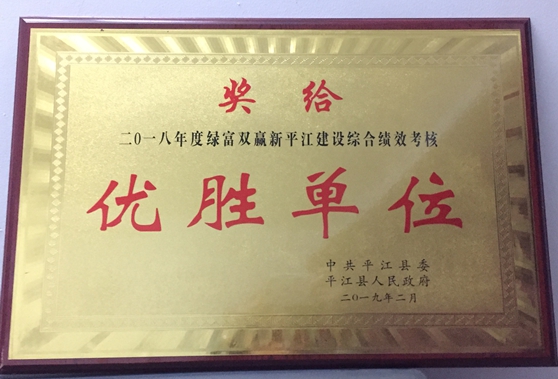 奖给
二〇一八年度绿富双赢新平江建设综合绩效考核
优胜单位
中共平江县委
平江县人民政府
二〇一九年二月